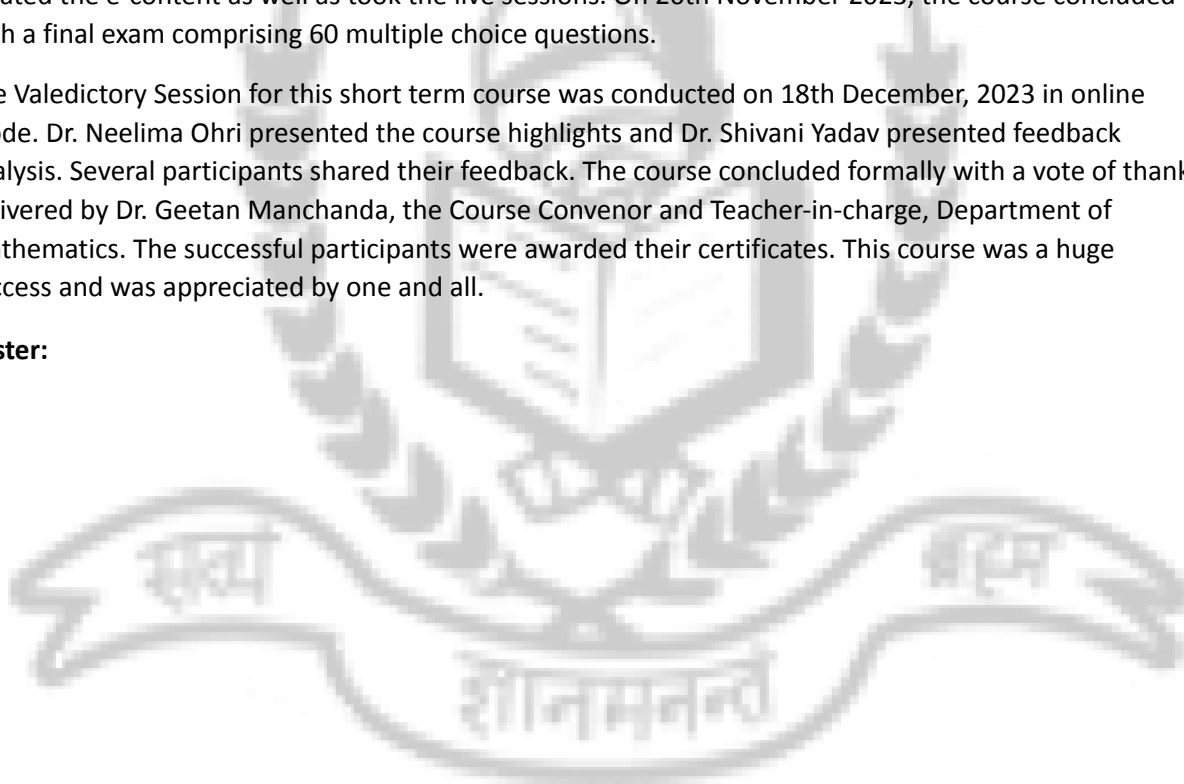 ated the e-content as well as took the live sessions. On November 2023, the course concluded
h a final exam comprising 60 multiple choice questions.
e Valedictory Session for this short term course was conducted on 18th December, 2023 in online
ode. Dr. Neelima Ohri presented the course highlights and Dr. Shivani Yadav presented feedback
alysis. Several participants shared their feedback. The course concluded formally with a vote of thank
livered by Dr. Geetan Manchanda, the Course Convenor and Teacher-in-charge, Department of
athematics. The successful participants were awarded their certificates. This course was a huge
ccess and was appreciated by one and all.
ster:
सत्यं
ब्रह्म
ज्ञानमनन्तं